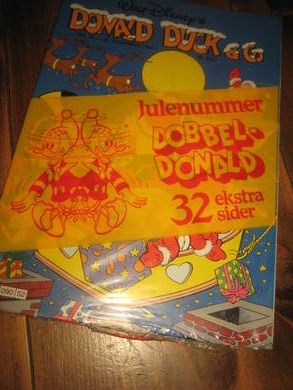 WALT DISNEY'S
DONALD DUCK & Co
Julenummer
DOBBEL-
DONALD
32 ekstra
sider